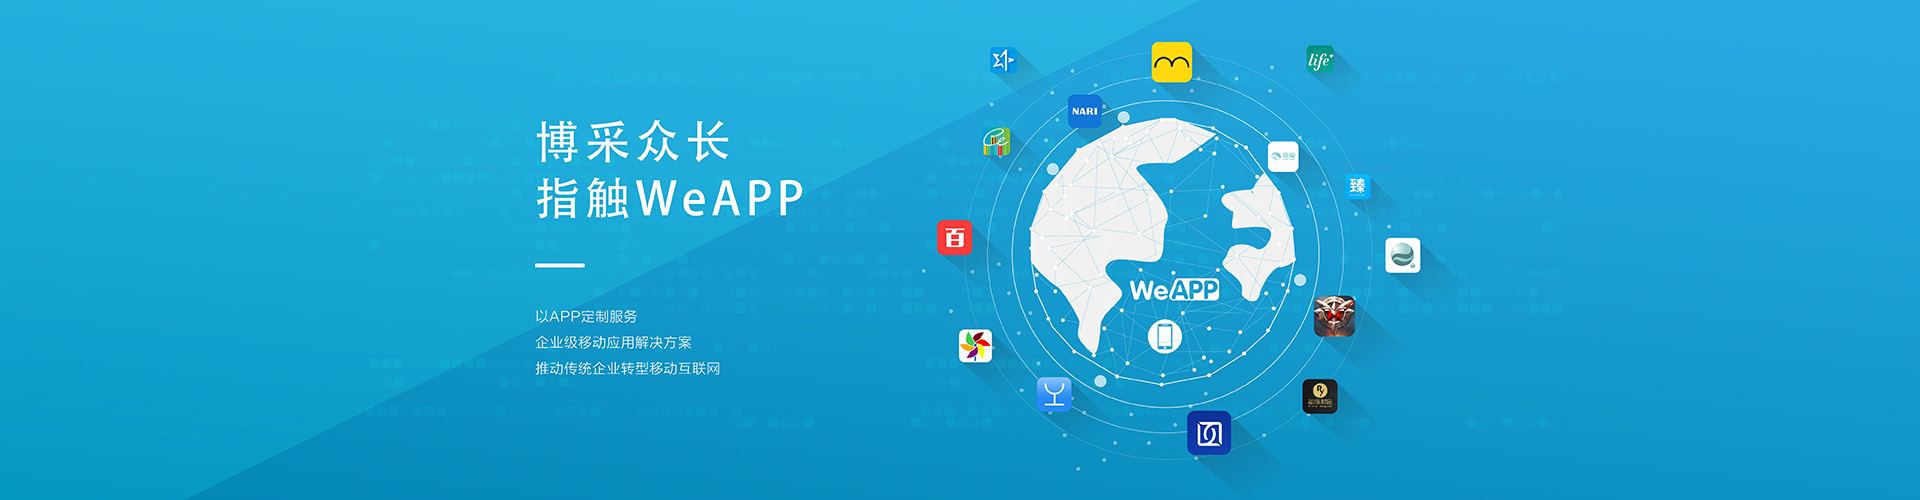 博采众长
指触WeAPP
以APP定制服务
企业级移动应用解决方案
推动传统企业转型移动互联网
life+
NARI
臻
百
WeAPP